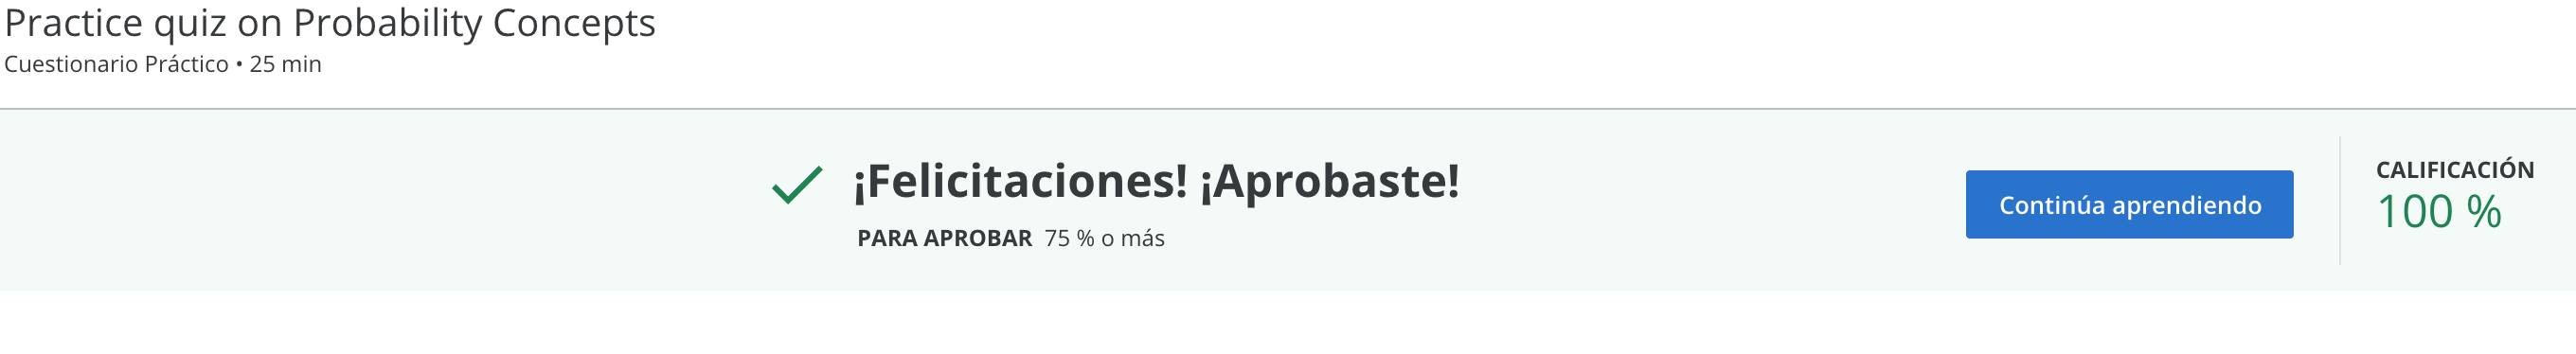 Practice quiz on Probability Concepts
Cuestionario Práctico • 25 min
¡Felicitaciones! ¡Aprobaste!
PARA APROBAR 75 % o más
Continúa aprendiendo
CALIFICACIÓN
100 %